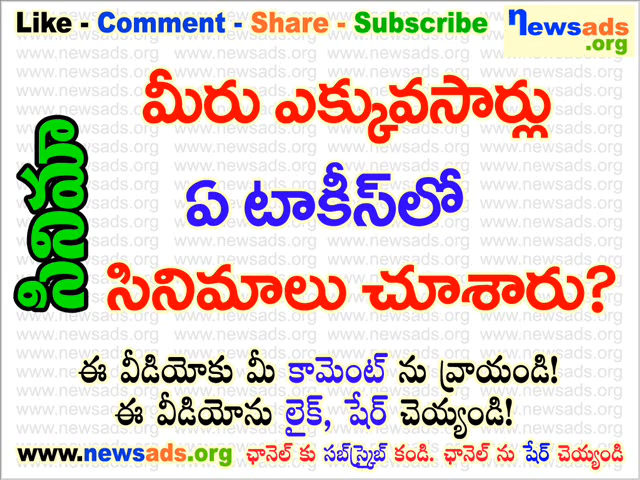 Like - Comment - Share - Subscribe
newsads
.org
సినిమా
మీరు ఎక్కువసార్లు
ఏ టాకీస్‌లో
సినిమాలు చూశారు?
ఈ వీడియోకు మీ కామెంట్ ను వ్రాయండి!
ఈ వీడియోను లైక్, షేర్ చెయ్యండి!
www.newsads.org ఛానెల్ కు సబ్‌స్క్రైబ్ కండి. ఛానెల్ ను షేర్ చెయ్యండి